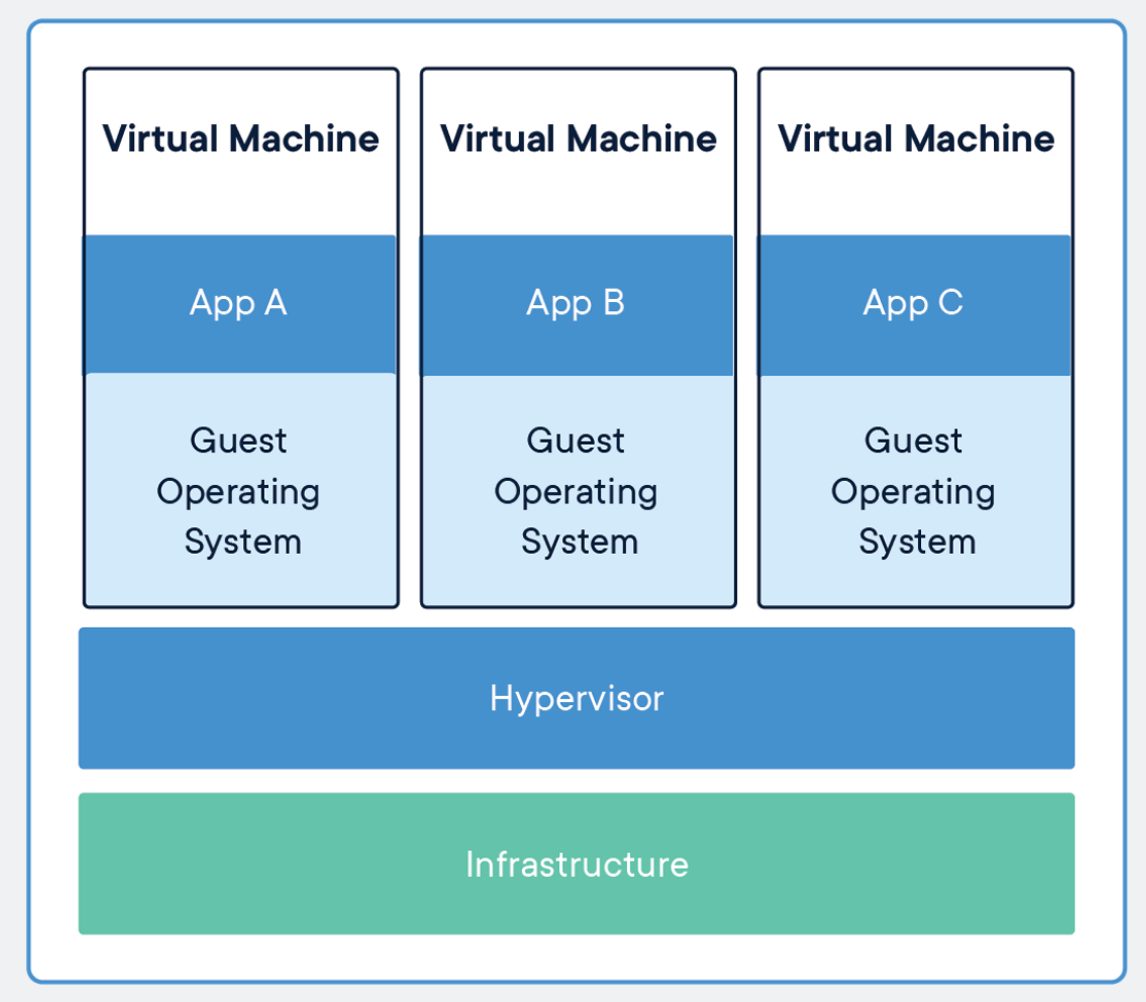 Virtual Machine
Virtual Machine
Virtual Machine
App A
App B
App C
Guest
Operating
System
Guest
Operating
System
Guest
Operating
System
Hypervisor
Infrastructure